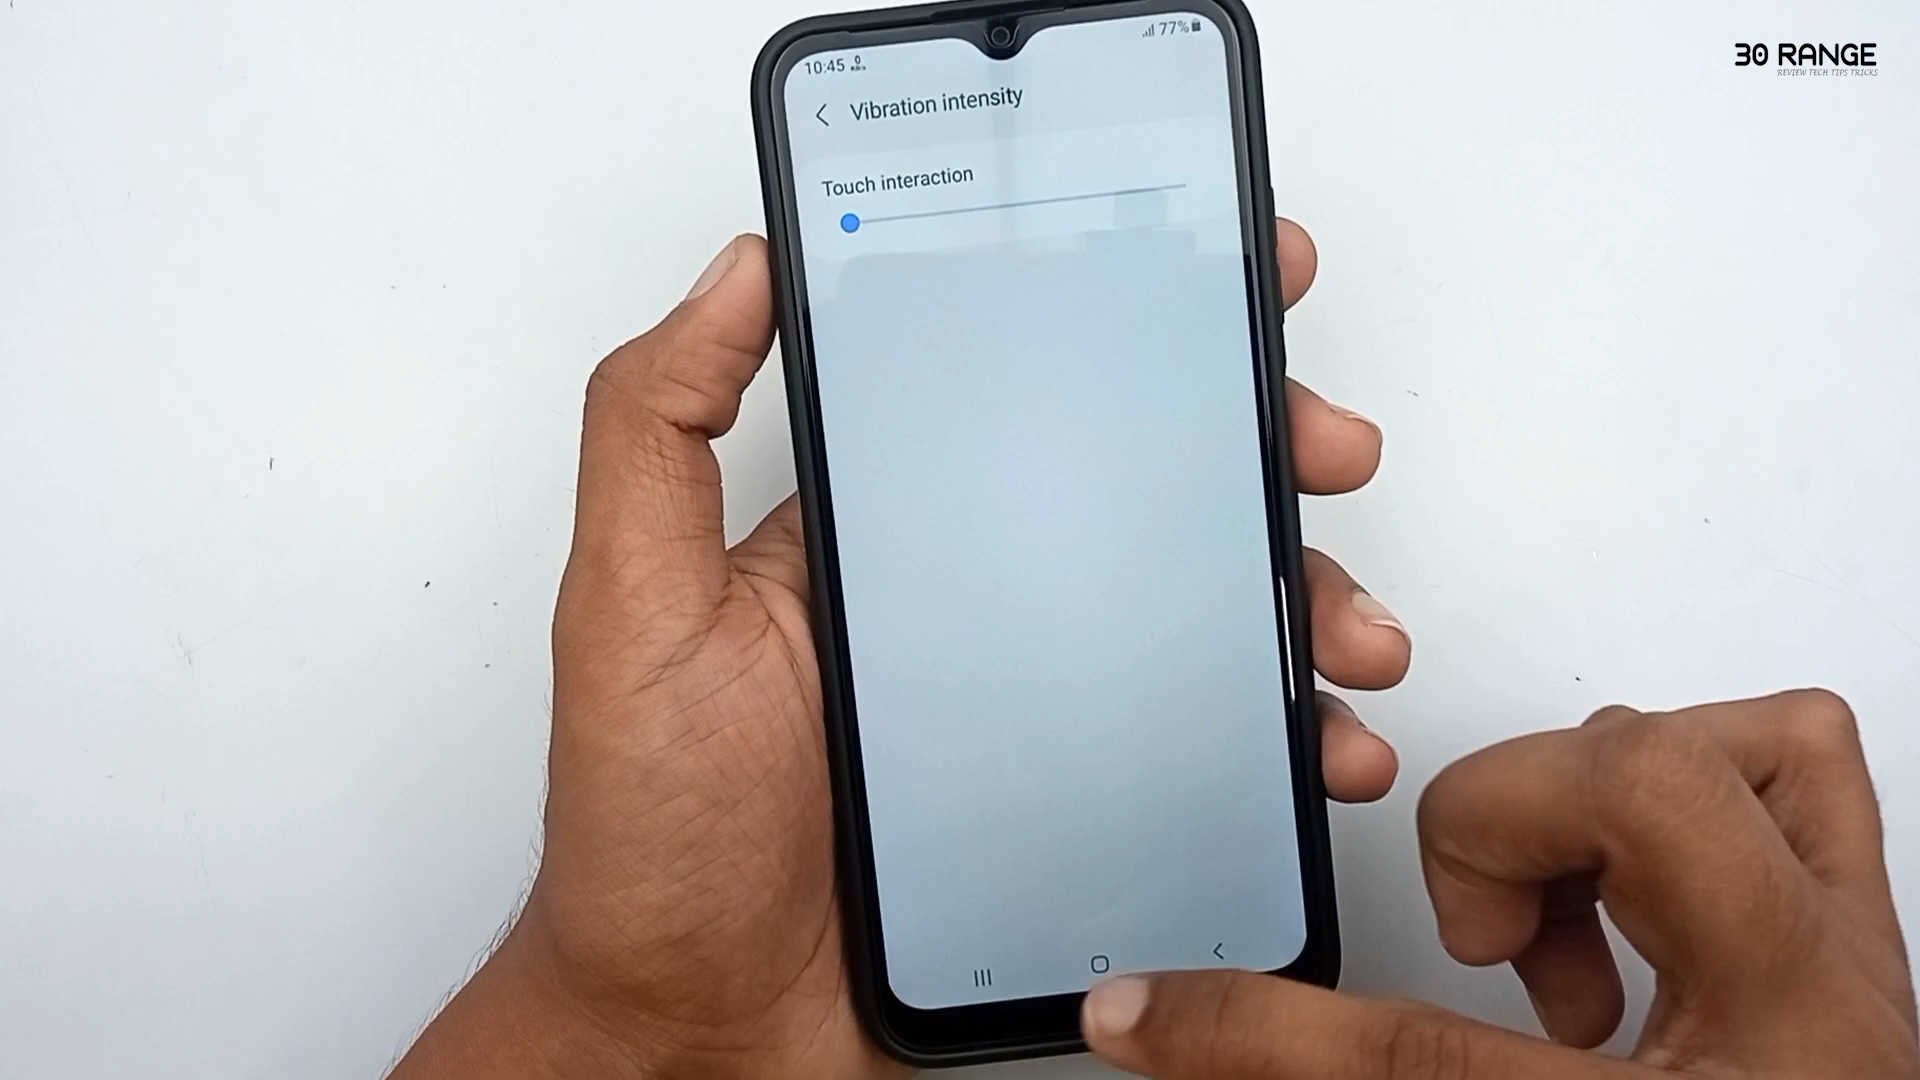 30 RANGE
REVIEW TECH TIPS TRICKS
10:45
77%
Vibration intensity
Touch interaction